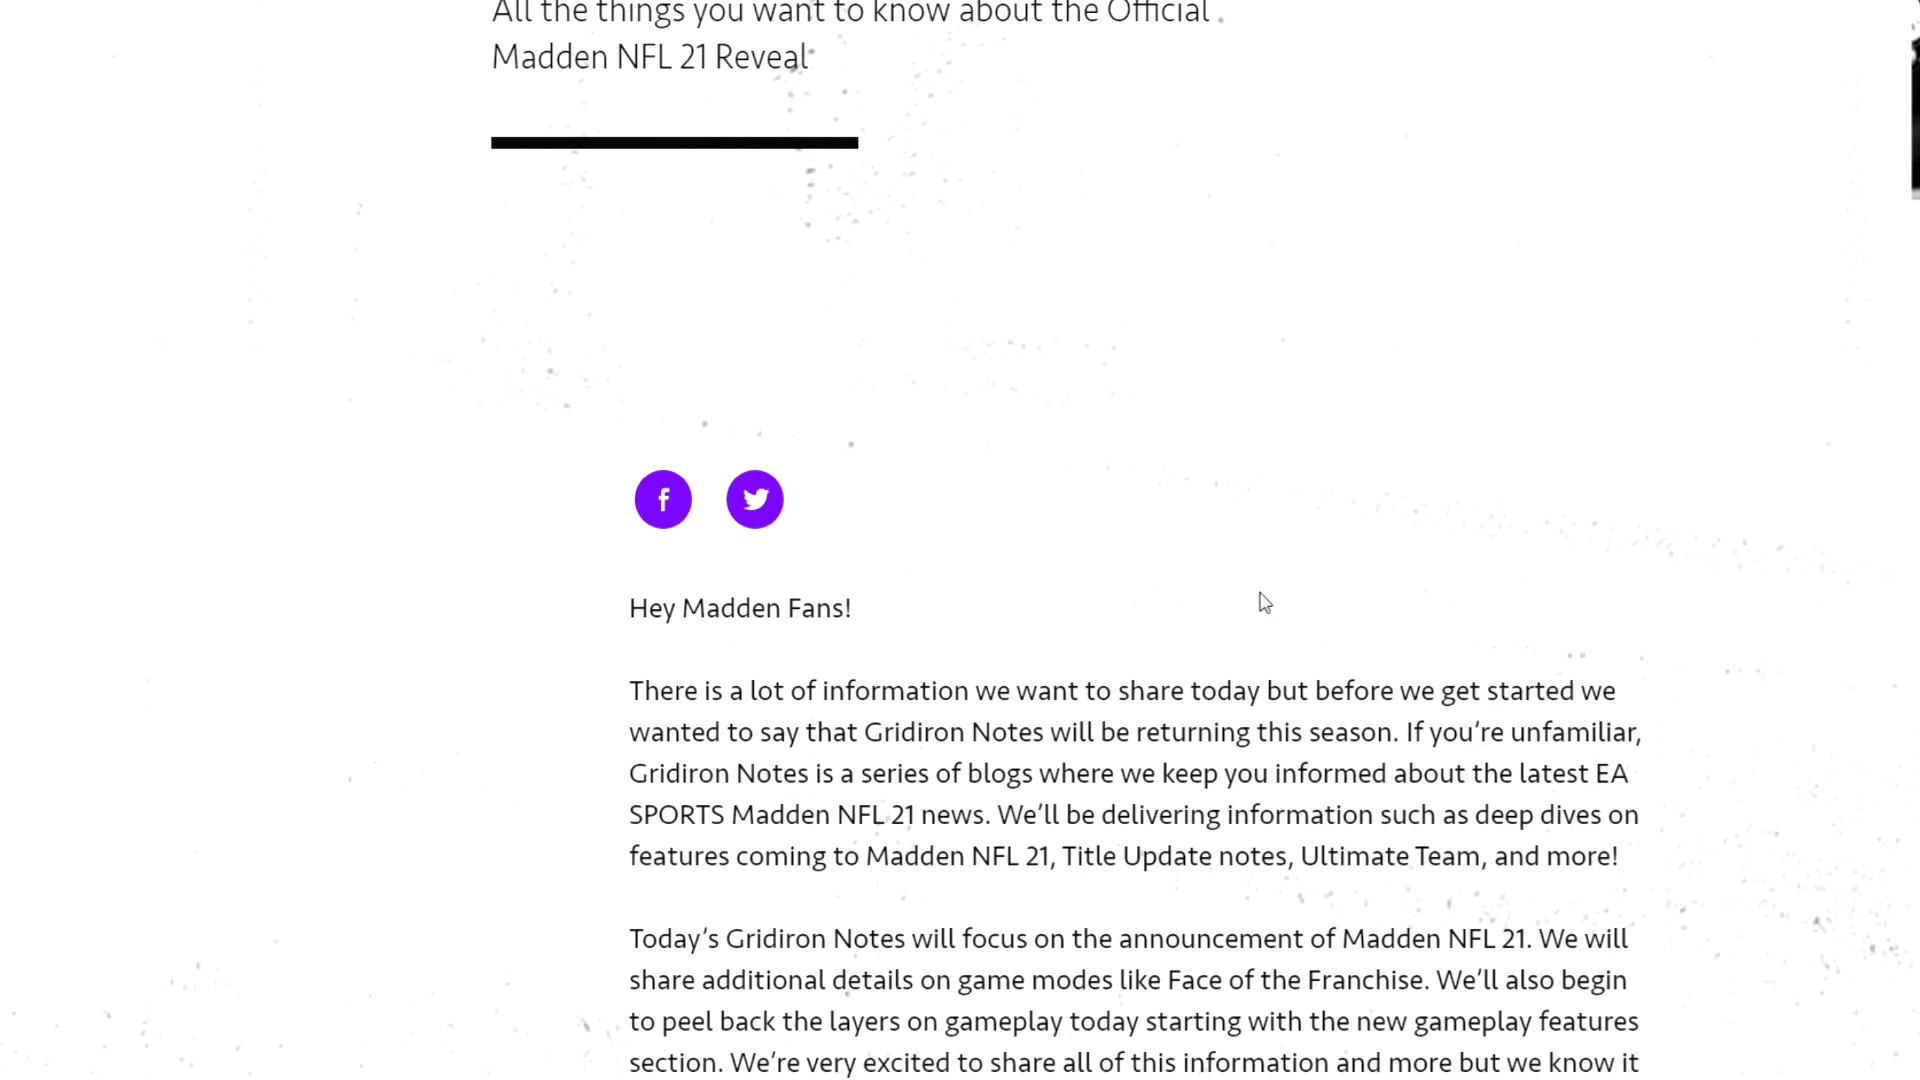 All the things you want to know about the Official
Madden NFL 21 Reveal
f
Hey Madden Fans!
There is a lot of information we want to share today but before we get started we
wanted to say that Gridiron Notes will be returning this season. If you’re unfamiliar,
Gridiron Notes is a series of blogs where we keep you informed about the latest EA
SPORTS Madden NFL 21 news. We’ll be delivering information such as deep dives on
features coming to Madden NFL 21, Title Update notes, Ultimate Team, and more!
Today’s Gridiron Notes will focus on the announcement of Madden NFL 21. We will
share additional details on game modes like Face of the Franchise. We’ll also begin
to peel back the layers on gameplay today starting with the new gameplay features
section. We’re very excited to share all of this information and more but we know it